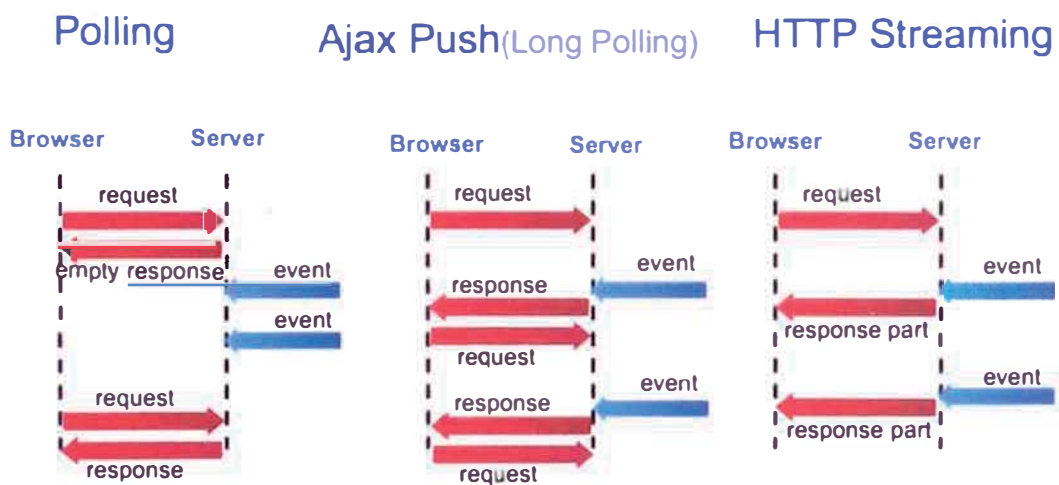 Polling
Ajax Push(Long Polling)
HTTP Streaming
Browser Server
request
empty response
event
event
request
response
Browser Server
request
event
response
request
event
response
request
Browser Server
request
event
response part
event
response part